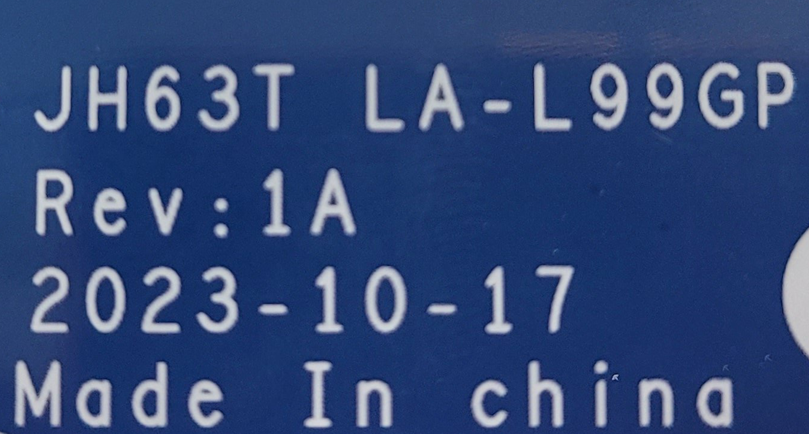 JH63T LA-L99GP
Rev:1A
2023-10-17
Made In china